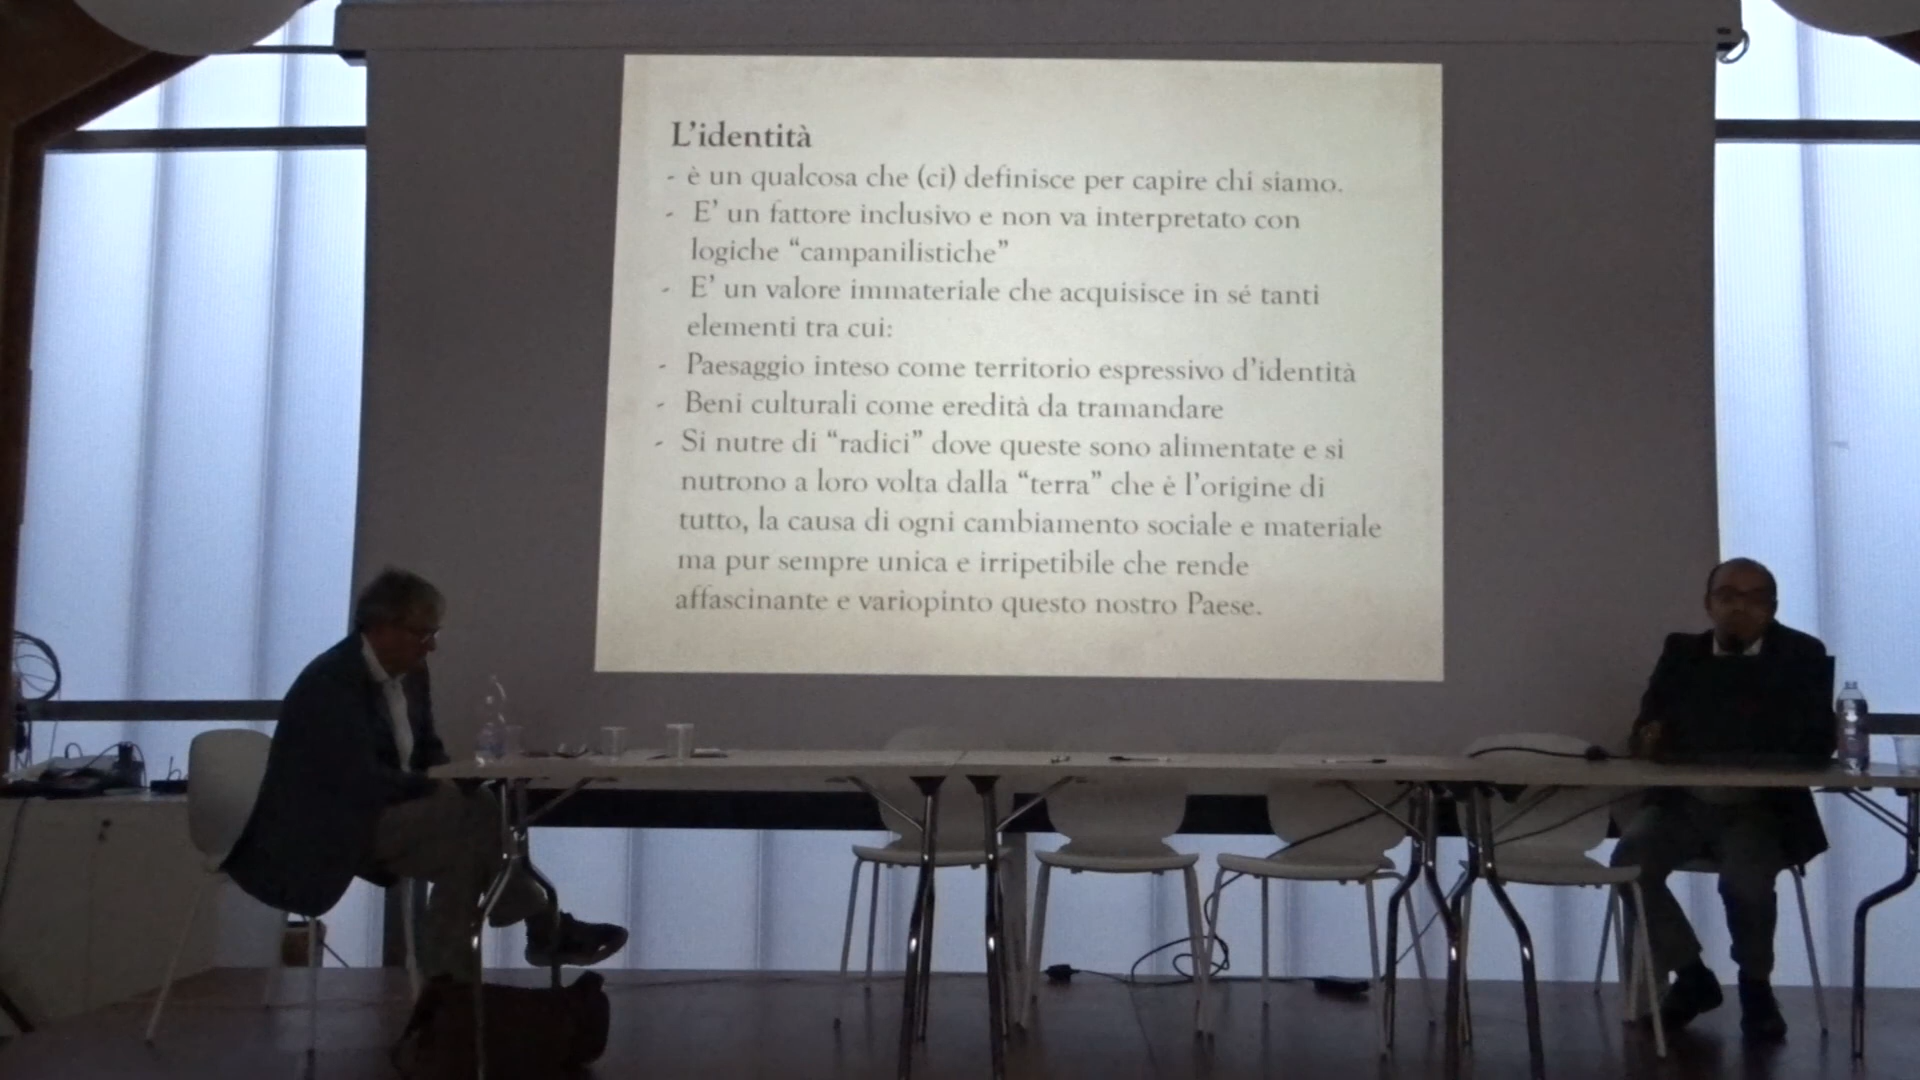 L'identità
- è un qualcosa che (ci) definisce per capire chi siamo.
- E' un fattore inclusivo e non va interpretato con
logiche “campanilistiche”
- E' un valore immateriale che acquisisce in sé tanti
elementi tra cui:
- Paesaggio inteso come territorio espressivo d'identità
- Beni culturali come eredità da tramandare
- Si nutre di “radici” dove queste sono alimentate e si
nutrono a loro volta dalla “terra” che è l'origine di
tutto, la causa di ogni cambiamento sociale e materiale
ma pur sempre unica e irripetibile che rende
affascinante e variopinto questo nostro Paese.